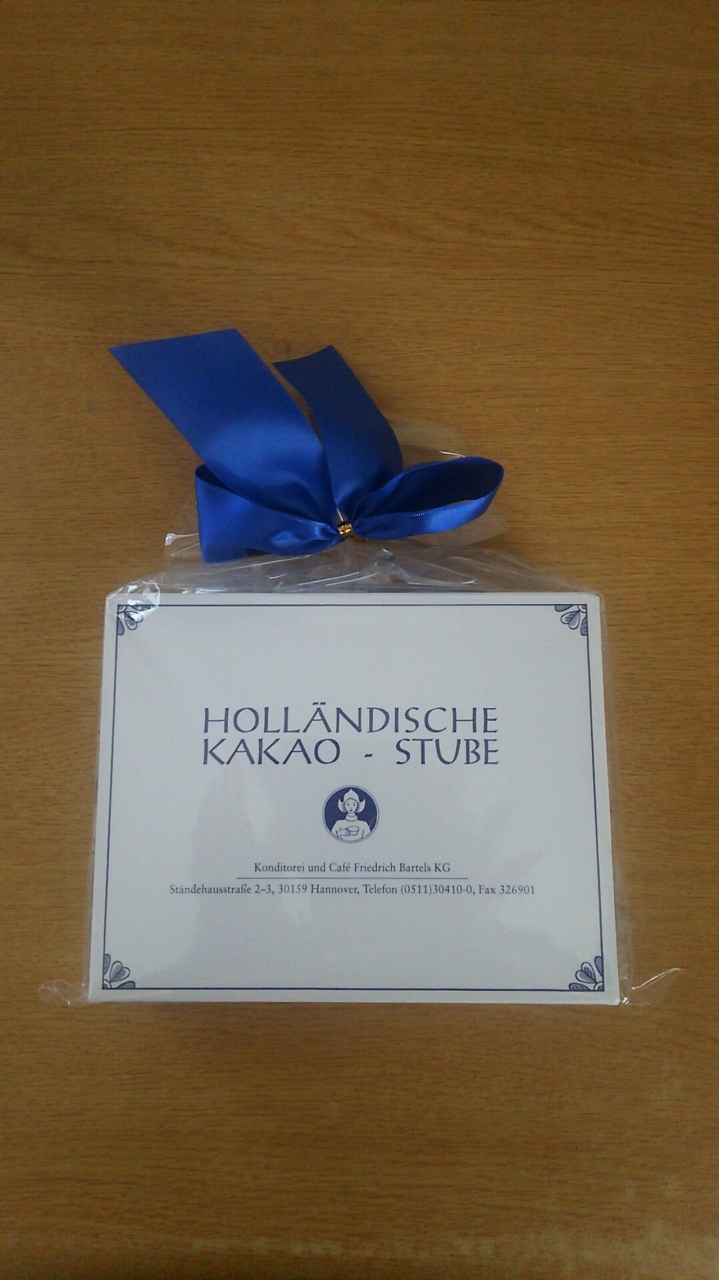 HOLLÄNDISCHE
KAKAO - STUBE
Konditorei und Café Friedrich Bartels KG
Ständehausstraße 2–3, 30159 Hannover, Telefon (0511)30410-0, Fax 326901